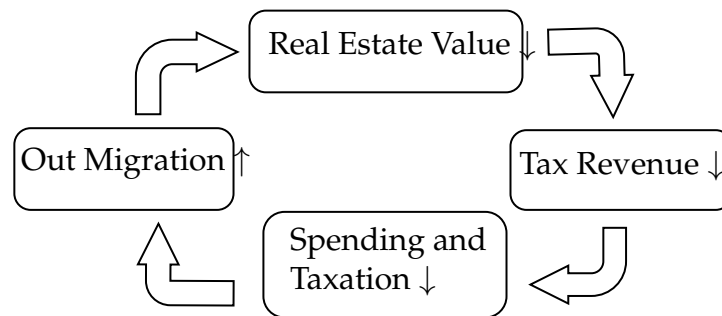 Real Estate Value ↓
Out Migration ↑
Tax Revenue ↓
Spending and
Taxation ↓